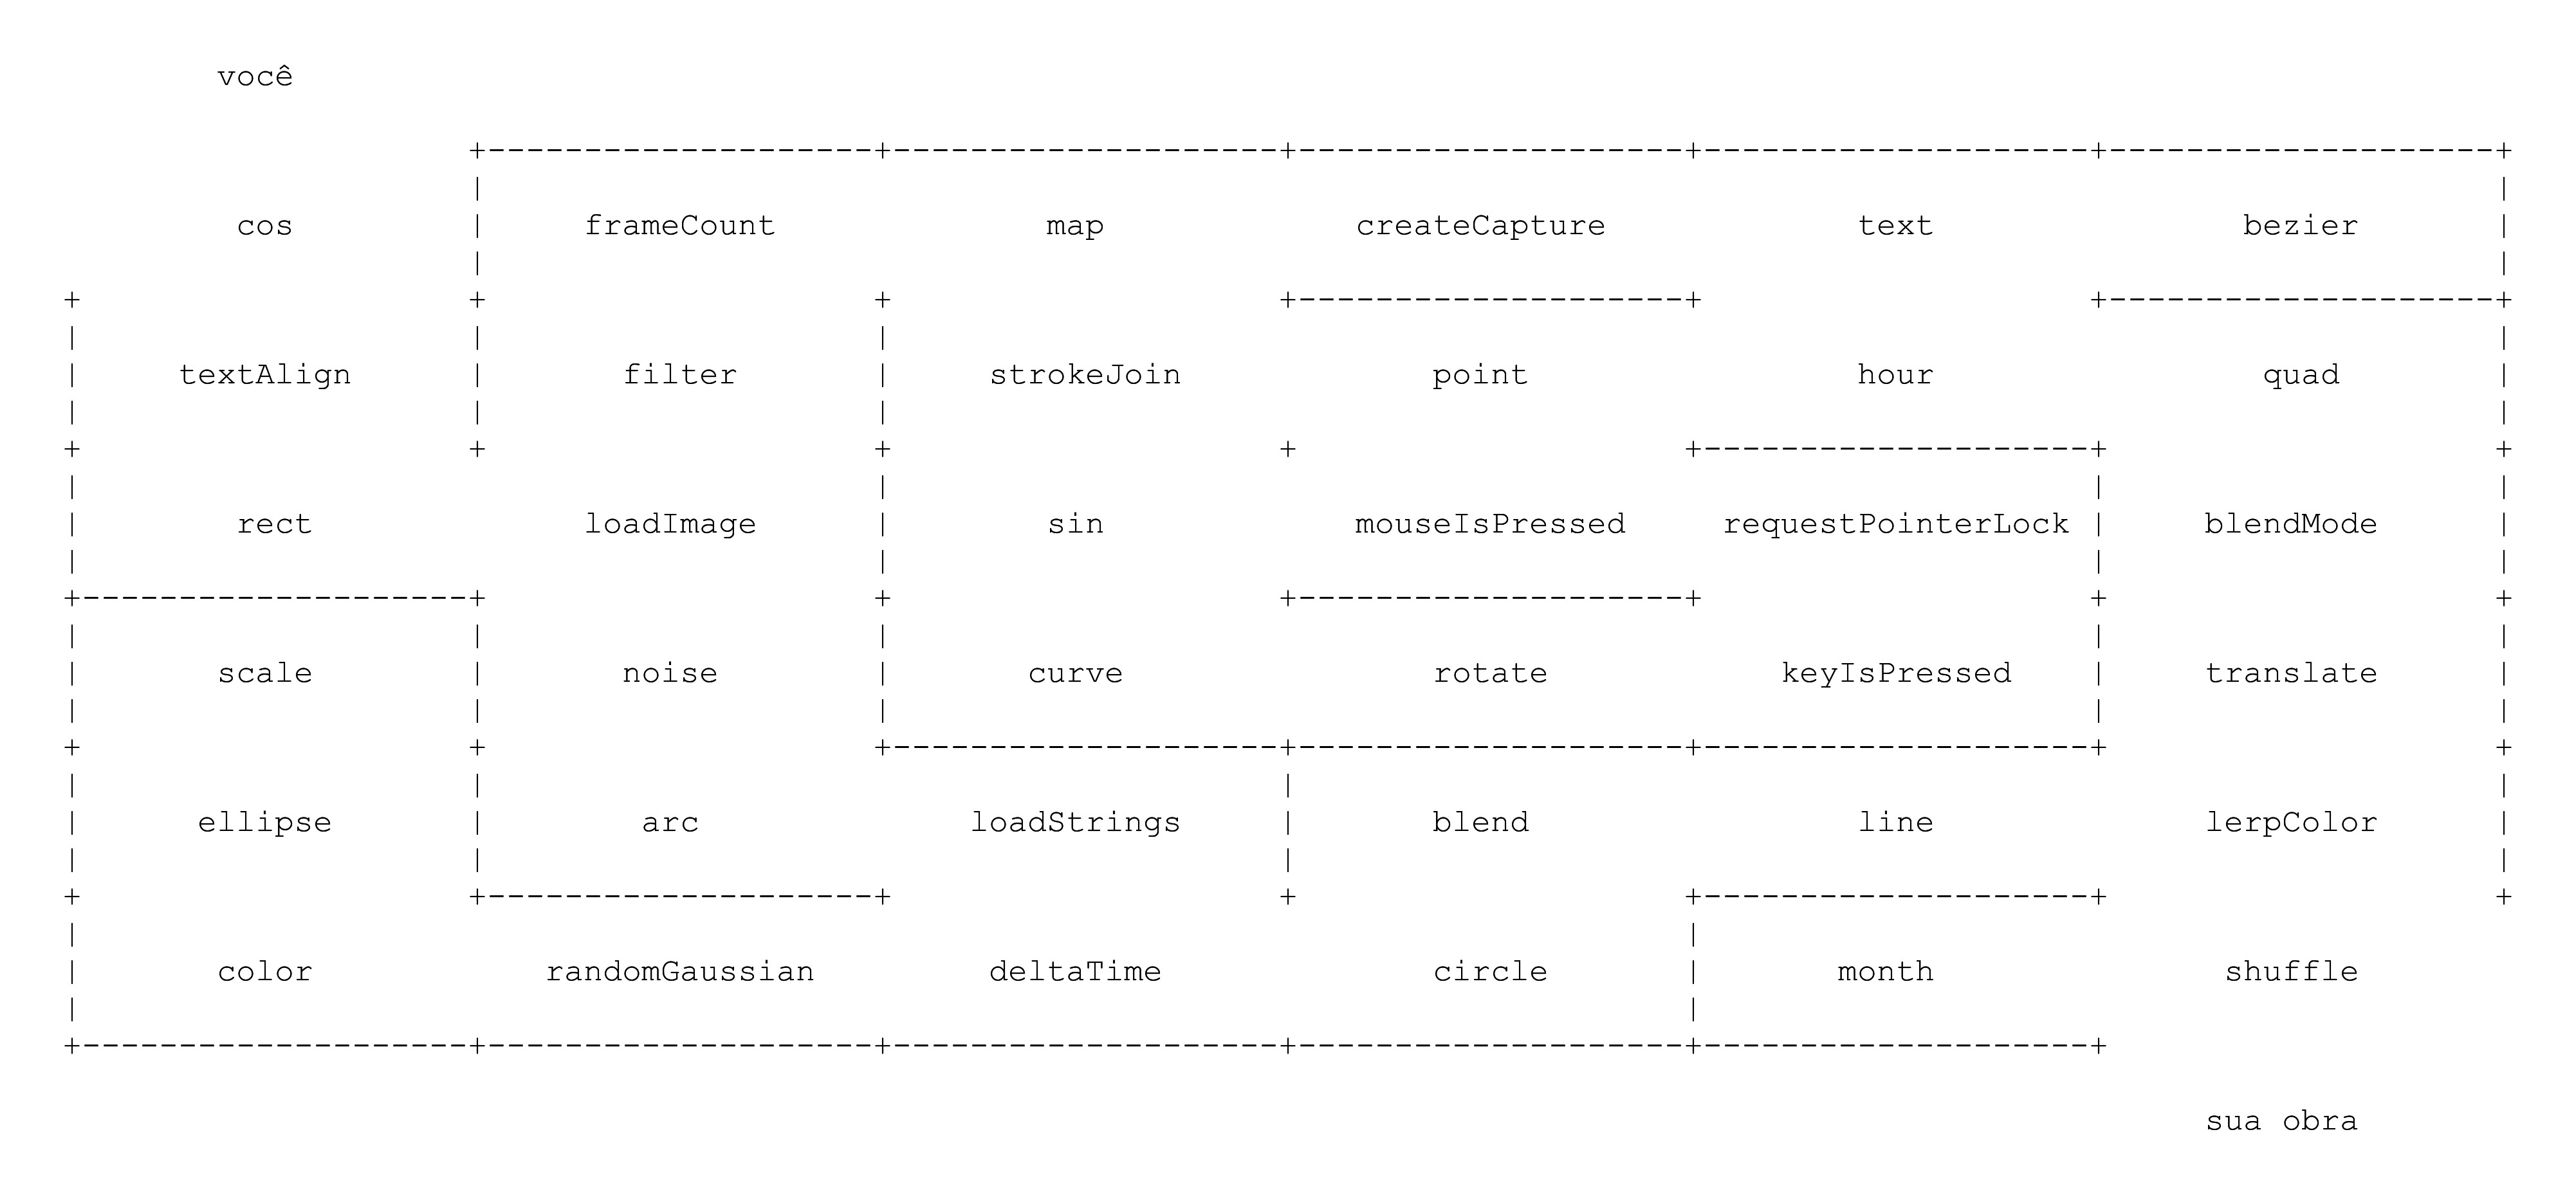 você
cos frameCount map createCapture text bezier
textAlign filter strokeJoin point hour quad
rect loadImage sin mouseIsPressed requestPointerLock blendMode
scale noise curve rotate keyIsPressed translate
ellipse arc loadStrings blend line lerpColor
color randomGaussian deltaTime circle month shuffle
sua obra